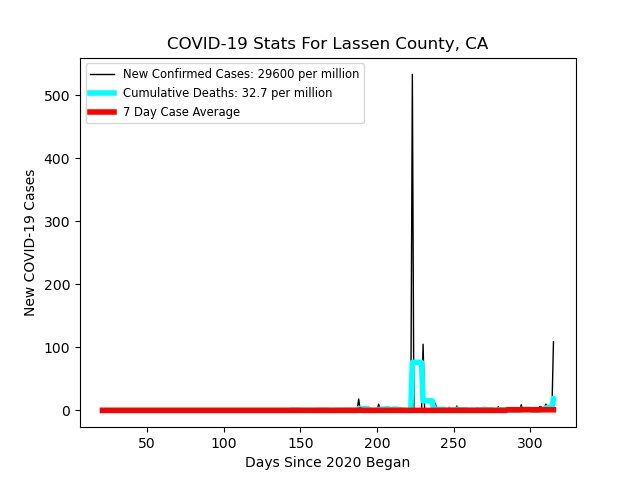 COVID-19 Stats For Lassen County, CA
New Confirmed Cases: 29600 per million
Cumulative Deaths: 32.7 per million
7 Day Case Average
New COVID-19 Cases
500
400
300
200
100
0
50 100 150 200 250 300
Days Since 2020 Began